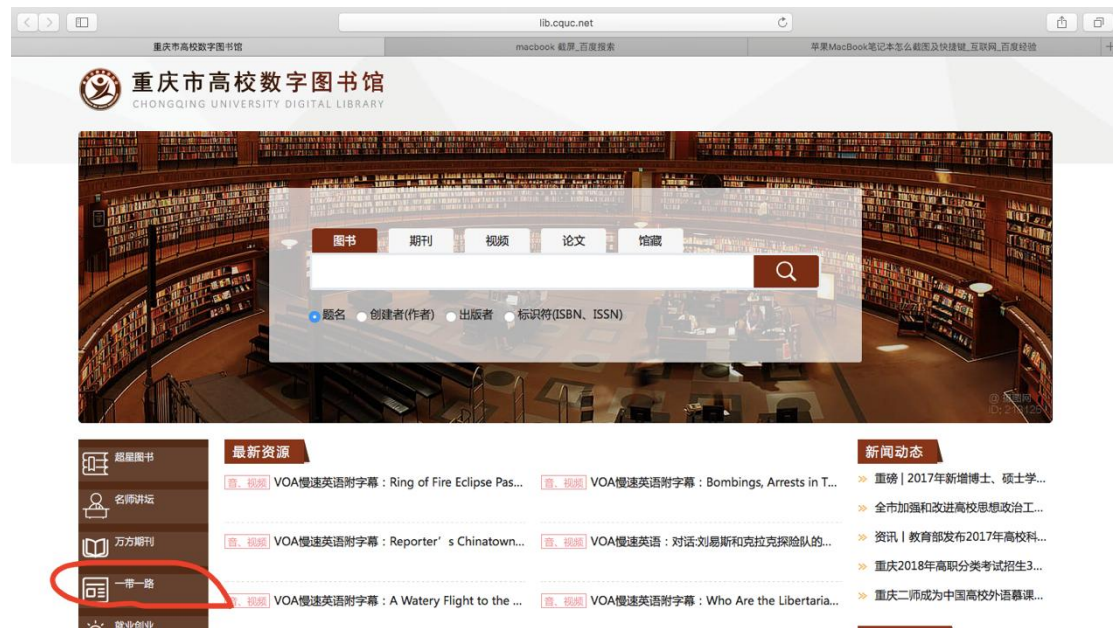 lib.cquc.net
重庆市高校数字图书馆
macbook 截屏_百度搜索
苹果MacBook笔记本怎么截图及快捷键_互联网_百度经验
重庆市高校数字图书馆
CHONGQING UNIVERSITY DIGITAL LIBRARY
图书 期刊 视频 论文 馆藏
题名 创建者(作者) 出版者 标识符(ISBN、ISSN)
超星图书
名师讲坛
万方期刊
一带一路
就业创业
最新资源
音、视频 VOA慢速英语附字幕：Ring of Fire Eclipse Pas...
音、视频 VOA慢速英语附字幕：Bombings, Arrests in T...
音、视频 VOA慢速英语附字幕：Reporter’s Chinatown...
音、视频 VOA慢速英语：对话:刘易斯和克拉克探险队的...
音、视频 VOA慢速英语附字幕：A Watery Flight to the ...
音、视频 VOA慢速英语附字幕：Who Are the Libertaria...
新闻动态
重磅 | 2017年新增博士、硕士学...
全市加强和改进高校思想政治工...
资讯丨教育部发布2017年高校科...
重庆2018年高职分类考试招生3...
重庆二师成为中国高校外语慕课...